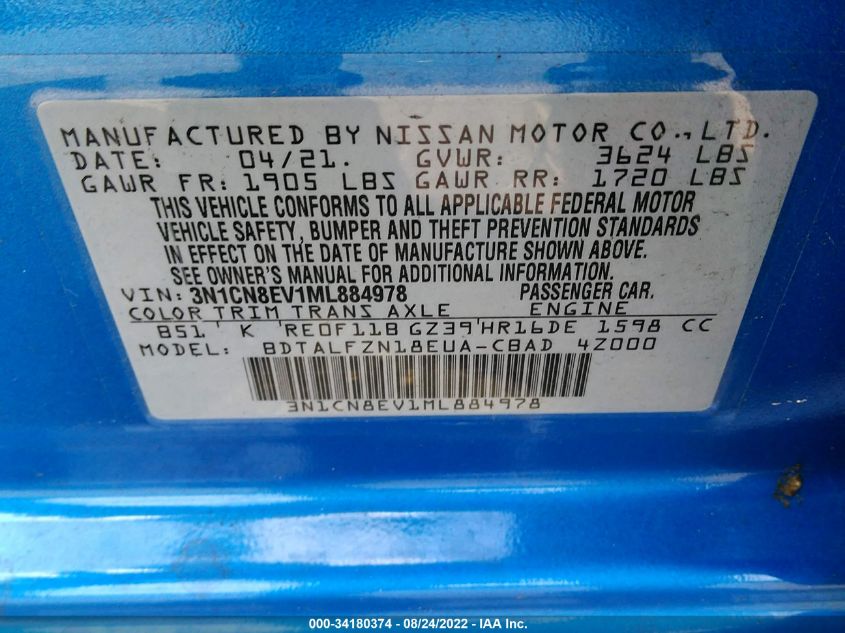 MANUFACTURED BY NISSAN MOTOR CO.,LTD.
DATE: 04/21. GVWR: 3624 LBS
GAWR FR: 1905 LBS GAWR RR: 1720 LBS
THIS VEHICLE CONFORMS TO ALL APPLICABLE FEDERAL MOTOR
VEHICLE SAFETY, BUMPER AND THEFT PREVENTION STANDARDS
IN EFFECT ON THE DATE OF MANUFACTURE SHOWN ABOVE.
SEE OWNER'S MANUAL FOR ADDITIONAL INFORMATION.
VIN: 3N1CN8EV1ML884978 PASSENGER CAR.
COLOR TRIM TRANS AXLE ENGINE
B51' K 'RE0F11B GZ39'HR16DE 1598 CC
MODEL: BDTALFZN18EUA-CBAD 4Z000
3N1CN8EV1ML884978
000-34180374 - 08/24/2022 - IAA Inc.